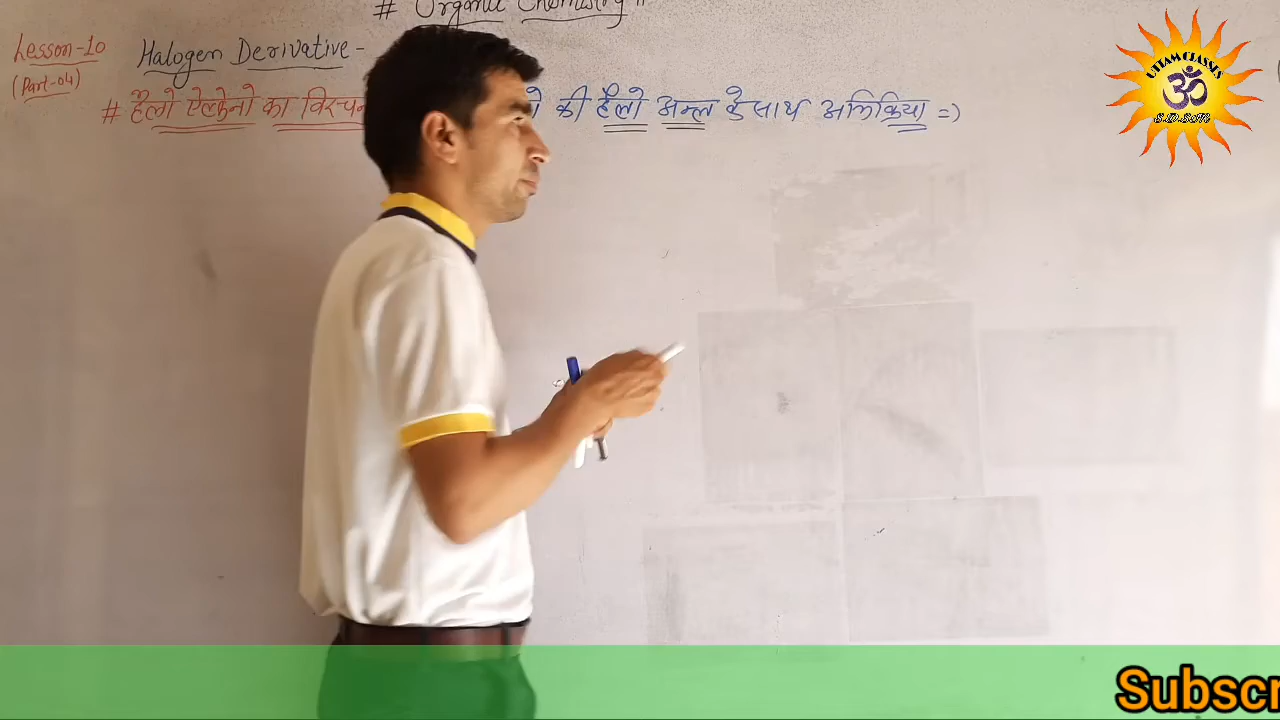 # Organic Chemistry "
Lesson-10
(Part-04)
Halogen Derivative -
# हैलो ऐल्केनो का विरचन की हैलो अम्ल के साथ अभिक्रिया =)
UTTAM CLASSES
ॐ
Subscr